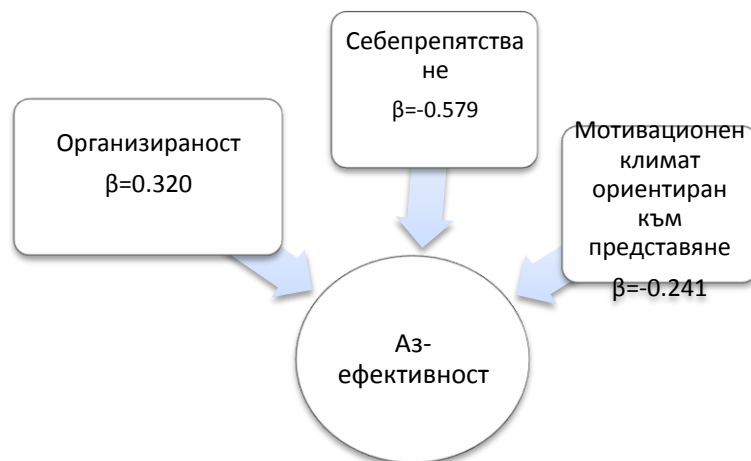 Организираност
β=0.320
Себепрепятства
не
β=-0.579
Мотивационен
климат
ориентиран
към
представяне
β=-0.241
Аз-
ефективност